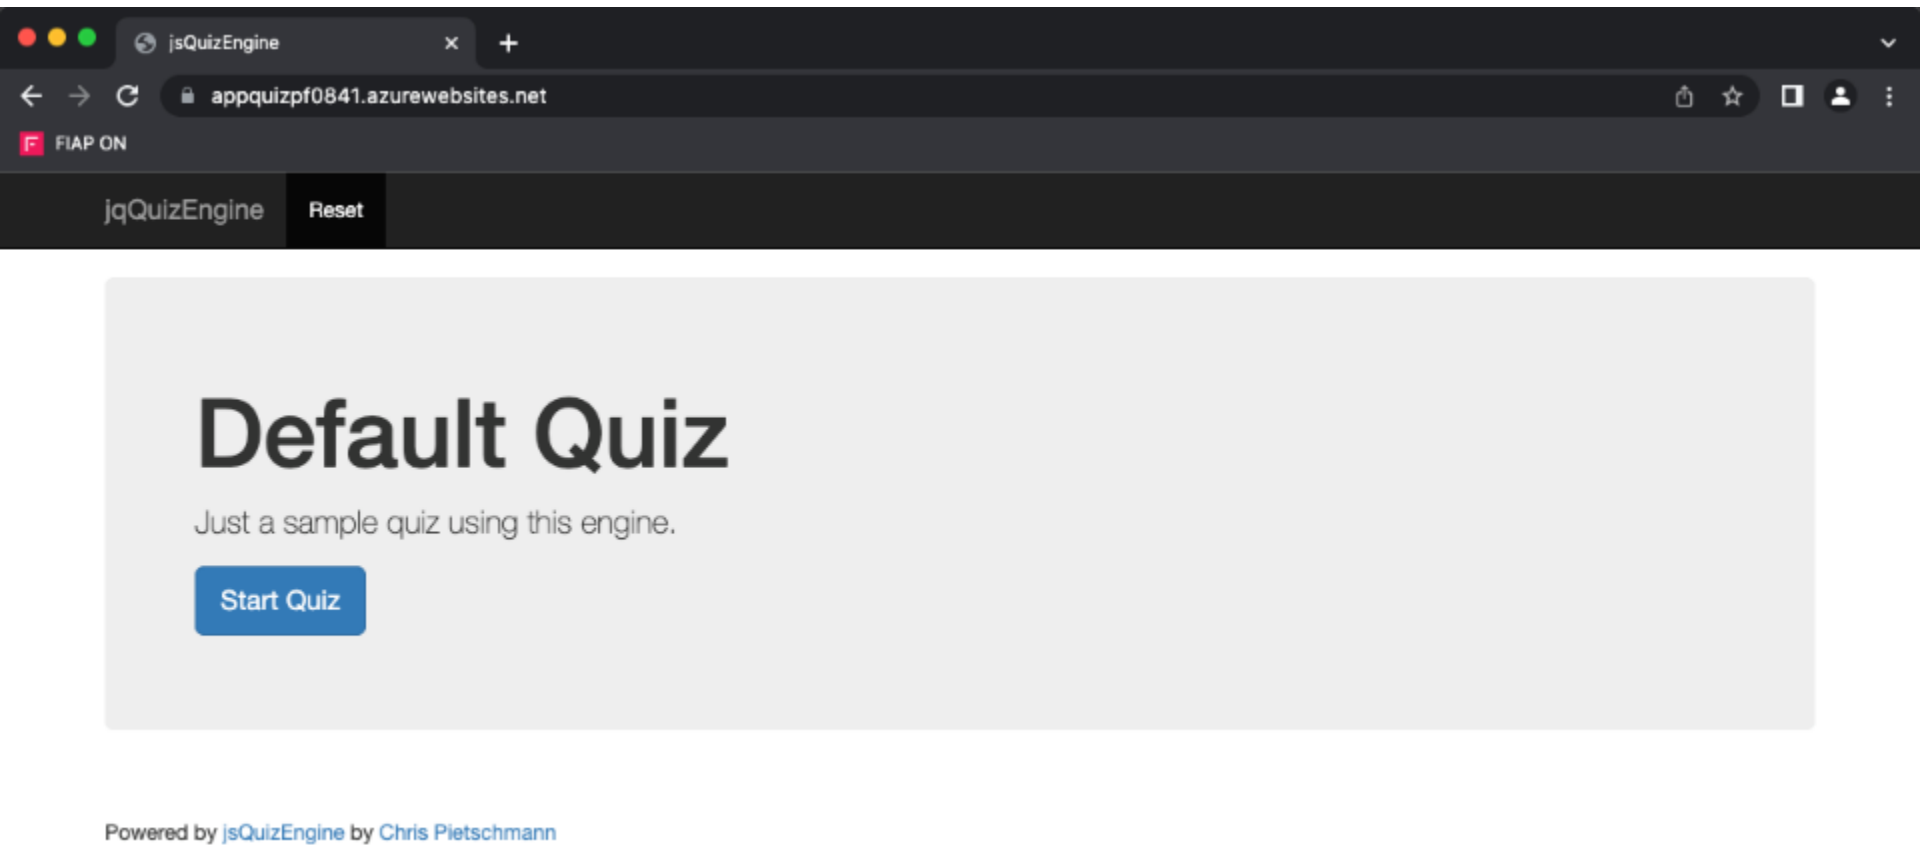 jsQuizEngine
appquizpf0841.azurewebsites.net
F FIAP ON
jqQuizEngine Reset
Default Quiz
Just a sample quiz using this engine.
Start Quiz
Powered by jsQuizEngine by Chris Pietschmann